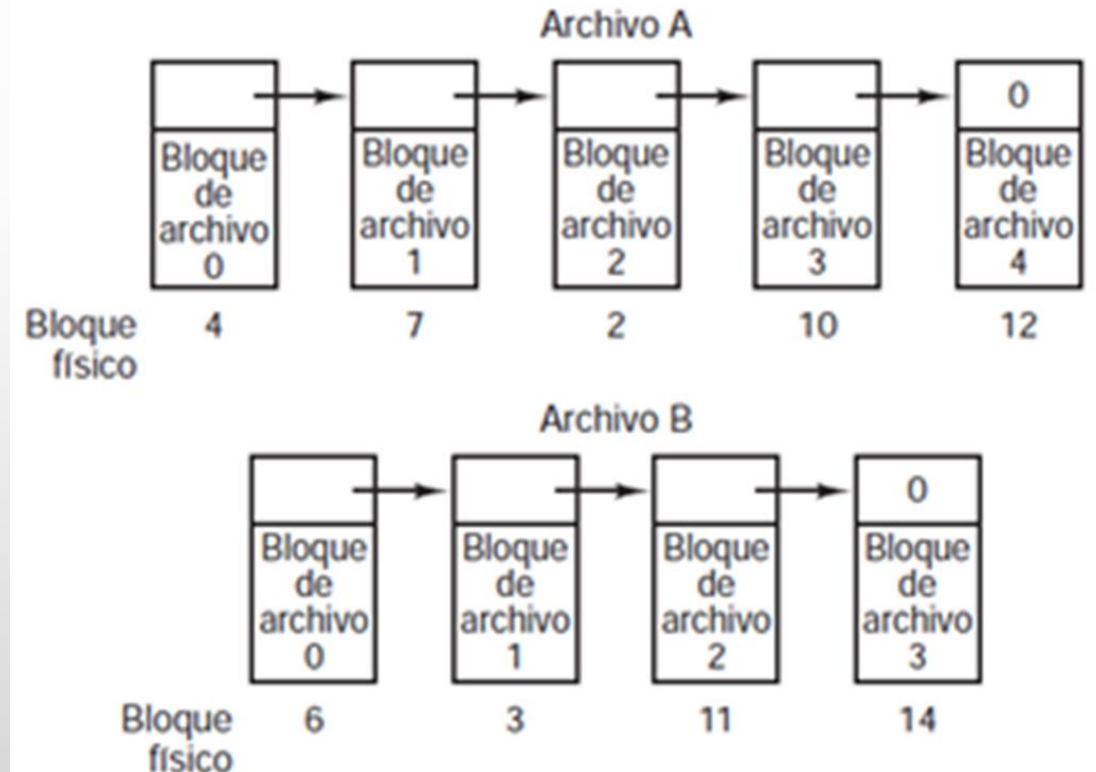 Archivo A
0
Bloque de archivo 0
Bloque de archivo 1
Bloque de archivo 2
Bloque de archivo 3
Bloque de archivo 4
Bloque físico 4 7 2 10 12
Archivo B
0
Bloque de archivo 0
Bloque de archivo 1
Bloque de archivo 2
Bloque de archivo 3
Bloque físico 6 3 11 14